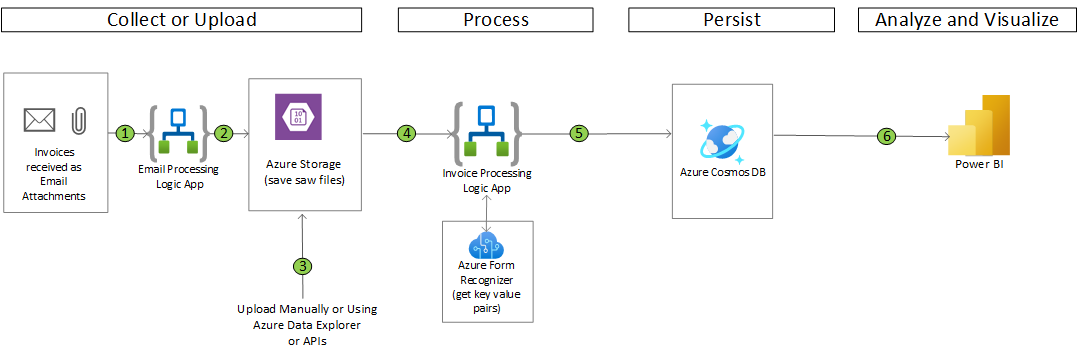 Collect or Upload
Process
Persist
Analyze and Visualize
1
2
4
5
6
10
01
Invoices
received as
Email
Attachments
Email Processing
Logic App
Azure Storage
(save saw files)
Invoice Processing
Logic App
Azure Cosmos DB
Power BI
3
Upload Manually or Using
Azure Data Explorer
or APIs
Azure Form
Recognizer
(get key value
pairs)